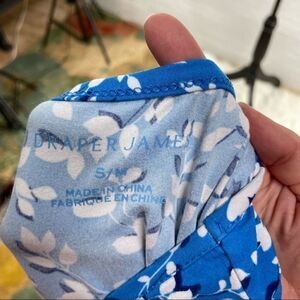 DRAPER JAMES
S/M
MADE IN CHINA
FABRIQUÉ EN CHINE